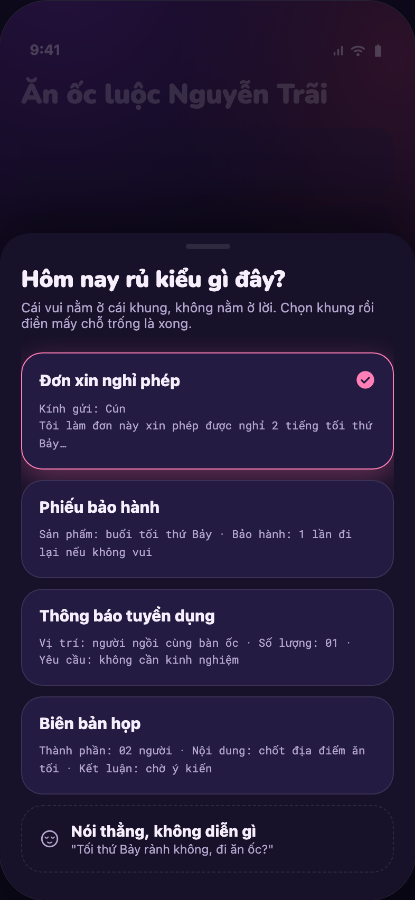 9:41
Ăn ốc luộc Nguyễn Trãi
Hôm nay rủ kiểu gì đây?
Cái vui nằm ở cái khung, không nằm ở lời. Chọn khung rồi
điền mấy chỗ trống là xong.
Đơn xin nghỉ phép
Kính gửi: Cún
Tôi làm đơn này xin phép được nghỉ 2 tiếng tối thứ
Bảy…
Phiếu bảo hành
Sản phẩm: buổi tối thứ Bảy · Bảo hành: 1 lần đi
lại nếu không vui
Thông báo tuyển dụng
Vị trí: người ngồi cùng bàn ốc · Số lượng: 01 ·
Yêu cầu: không cần kinh nghiệm
Biên bản họp
Thành phần: 02 người · Nội dung: chốt địa điểm ăn
tối · Kết luận: chờ ý kiến
Nói thẳng, không diễn gì
"Tối thứ Bảy rảnh không, đi ăn ốc?"